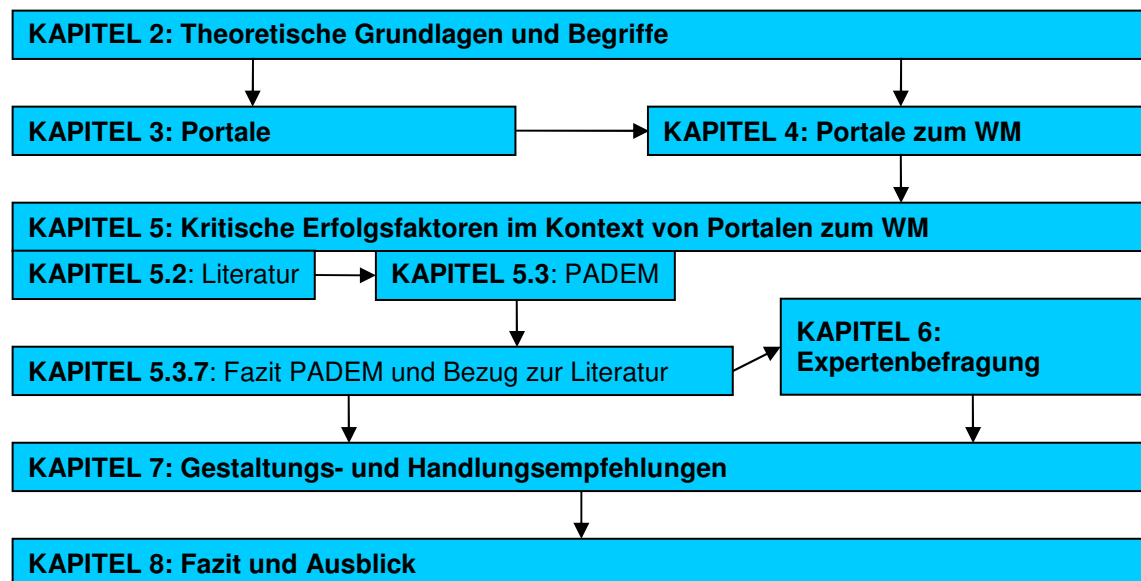 KAPITEL 2: Theoretische Grundlagen und Begriffe
KAPITEL 3: Portale
KAPITEL 4: Portale zum WM
KAPITEL 5: Kritische Erfolgsfaktoren im Kontext von Portalen zum WM
KAPITEL 5.2: Literatur
KAPITEL 5.3: PADEM
KAPITEL 5.3.7: Fazit PADEM und Bezug zur Literatur
KAPITEL 6:
Expertenbefragung
KAPITEL 7: Gestaltungs- und Handlungsempfehlungen
KAPITEL 8: Fazit und Ausblick